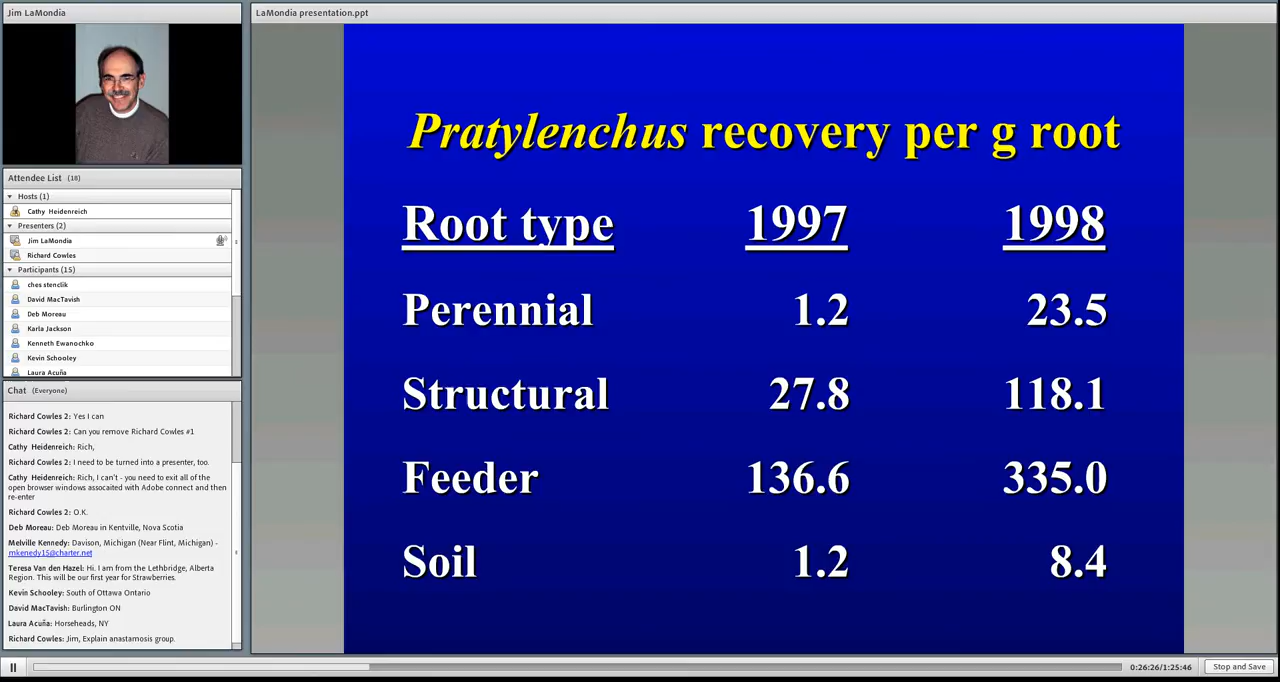 Jim LaMondia
LaMondia presentation.ppt
Attendee List (18)
Hosts (1)
Cathy Heidenreich
Presenters (2)
Jim LaMondia
Richard Cowles
Participants (15)
ches stenclik
David MacTavish
Deb Moreau
Karla Jackson
Kenneth Ewanochko
Kevin Schooley
Laura Acuña
Chat (Everyone)
Richard Cowles 2: Yes I can
Richard Cowles 2: Can you remove Richard Cowles #1
Cathy Heidenreich: Rich,
Richard Cowles 2: I need to be turned into a presenter, too.
Cathy Heidenreich: Rich, I can't - you need to exit all of the
open browser windows assocaited with Adobe connect and then
re-enter
Richard Cowles 2: O.K.
Deb Moreau: Deb Moreau in Kentville, Nova Scotia
Melville Kennedy: Davison, Michigan (Near Flint, Michigan) -
mkenedy15@charter.net
Teresa Van den Hazel: Hi. I am from the Lethbridge, Alberta
Region. This will be our first year for Strawberries.
Kevin Schooley: South of Ottawa Ontario
David MacTavish: Burlington ON
Laura Acuña: Horseheads, NY
Richard Cowles: Jim, Explain anastamosis group.
Pratylenchus recovery per g root
Root type 1997 1998
Perennial 1.2 23.5
Structural 27.8 118.1
Feeder 136.6 335.0
Soil 1.2 8.4
0:26:26/1:25:46
Stop and Save